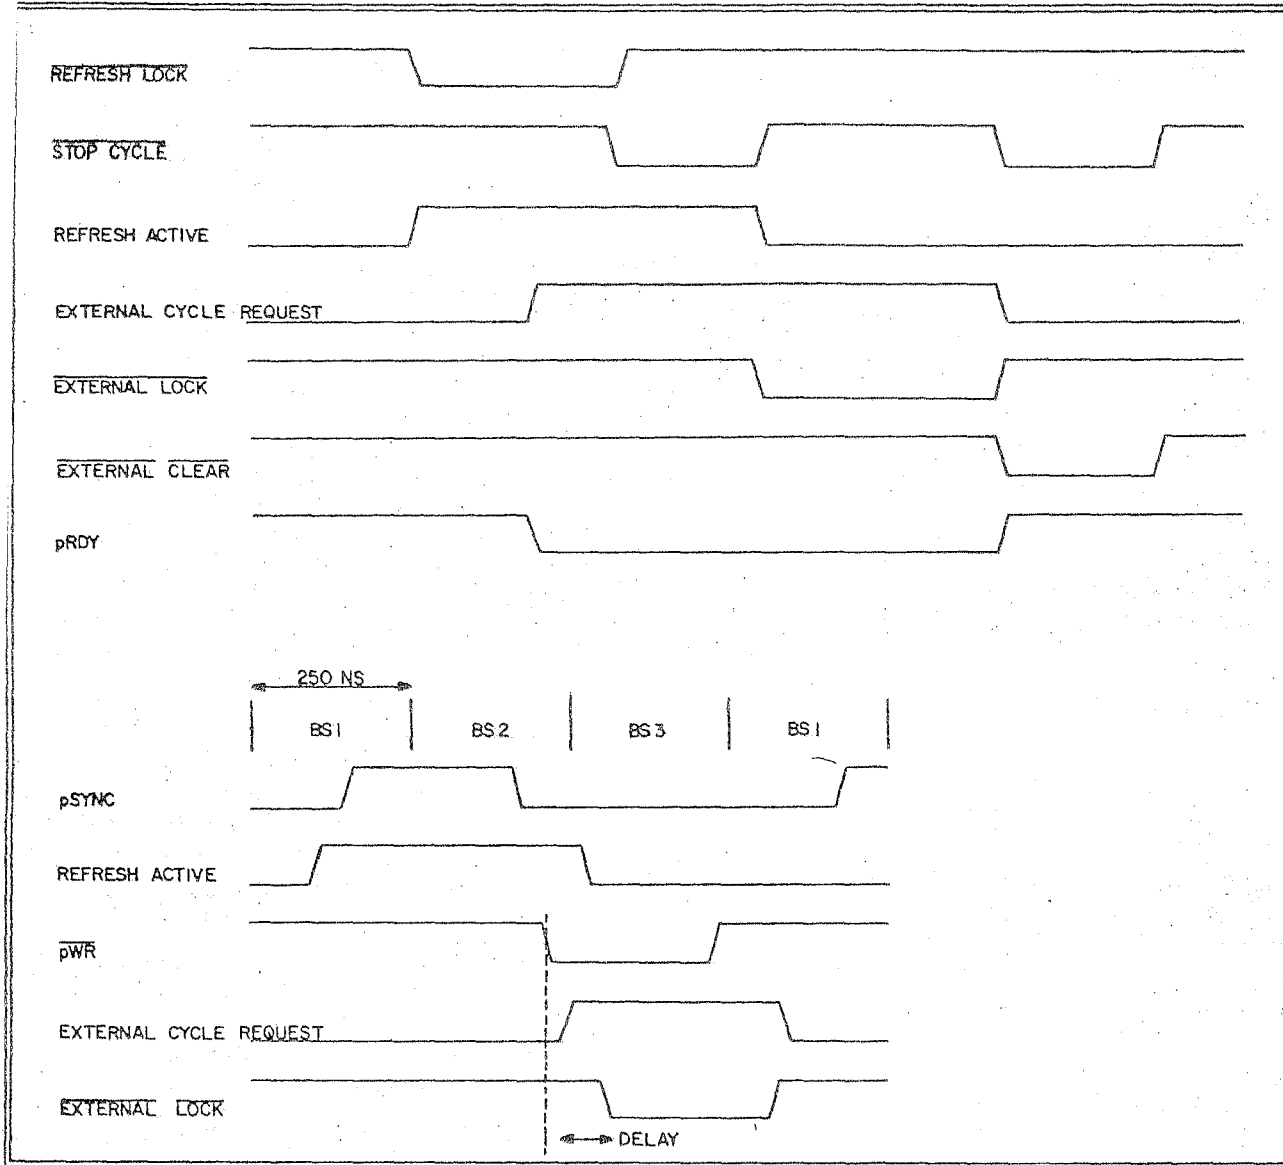 REFRESH LOCK
STOP CYCLE
REFRESH ACTIVE
EXTERNAL CYCLE REQUEST
EXTERNAL LOCK
EXTERNAL CLEAR
pRDY
250 NS
BS1 BS2 BS3 BS1
pSYNC
REFRESH ACTIVE
pWR
EXTERNAL CYCLE REQUEST
EXTERNAL LOCK
DELAY